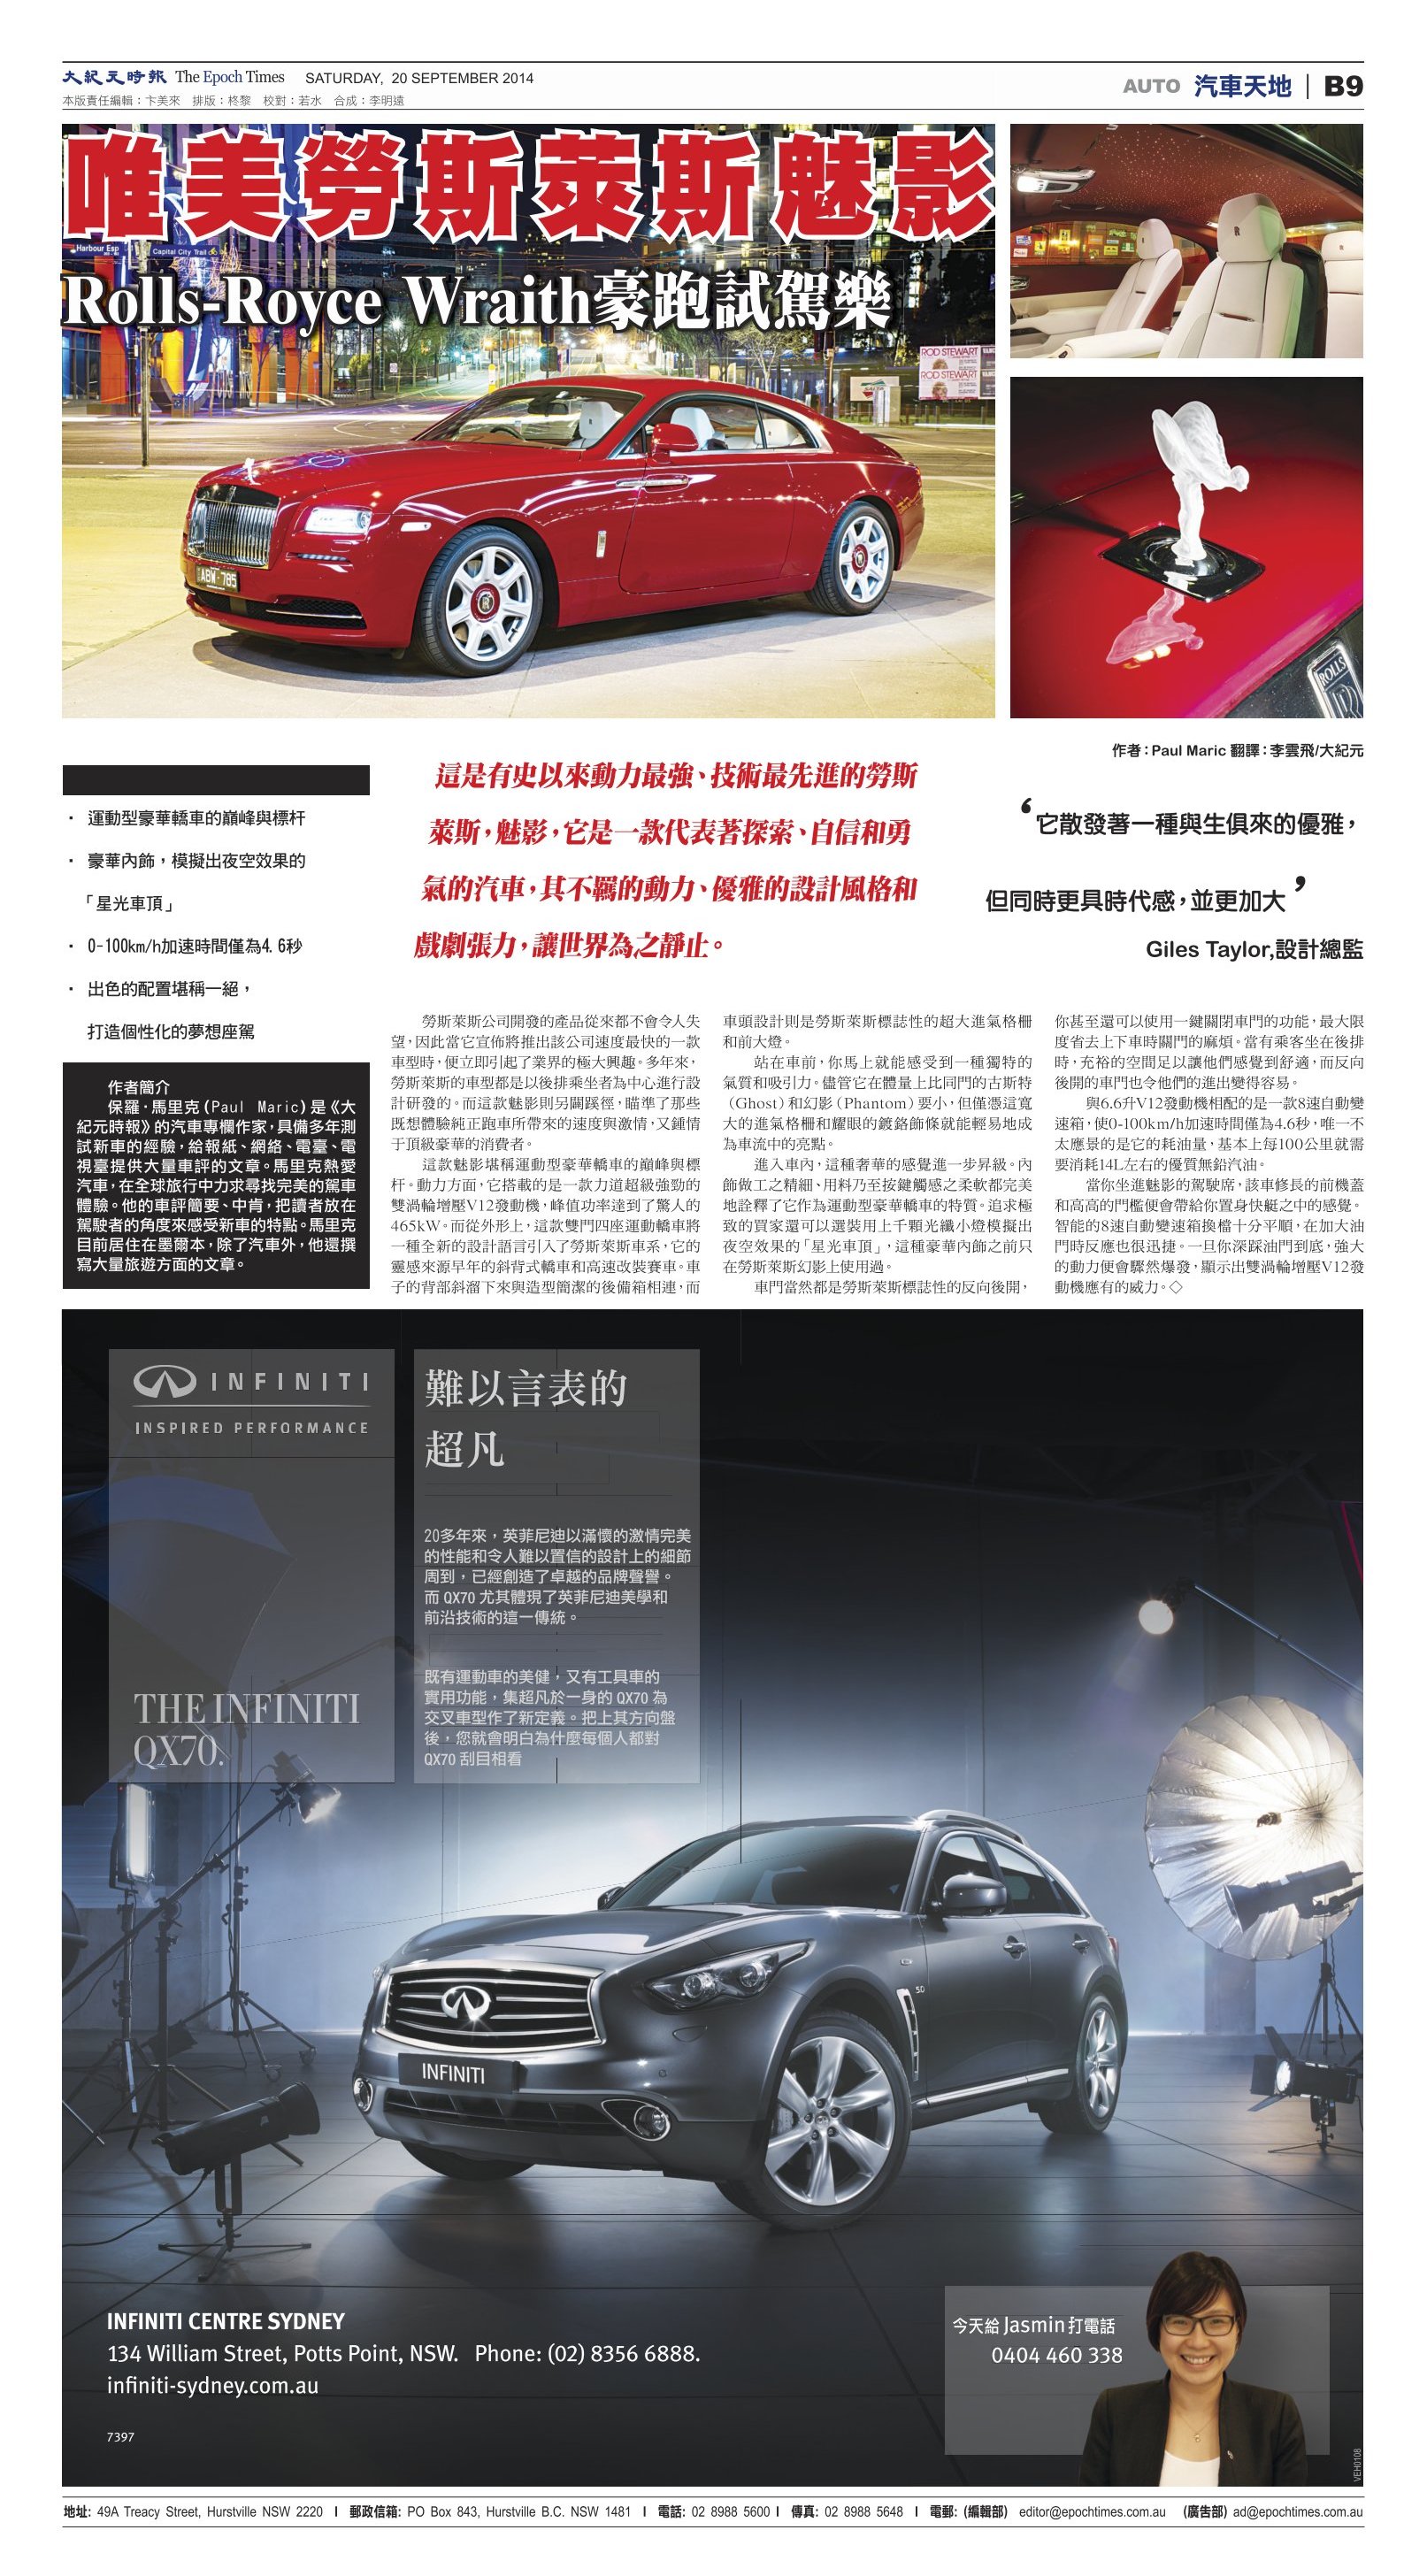 大紀元時報 The Epoch Times SATURDAY, 20 SEPTEMBER 2014
本版責任編輯：卞美來 排版：柊黎 校對：若水 合成：李明遠
AUTO 汽車天地 | B9
唯美勞斯萊斯魅影
Harbour Esp
Capital City Trail
Rolls-Royce Wraith豪跑試駕樂
ROD STEWART
ROD STEWART
ABW·785
ROLLS
作者：Paul Maric 翻譯：李雲飛/大紀元
· 運動型豪華轎車的巔峰與標杆
· 豪華內飾，模擬出夜空效果的
「星光車頂」
· 0-100km/h加速時間僅為4.6秒
· 出色的配置堪稱一絕，
打造個性化的夢想座駕
這是有史以來動力最強、技術最先進的勞斯
萊斯，魅影，它是一款代表著探索、自信和勇
氣的汽車，其不羈的動力、優雅的設計風格和
戲劇張力，讓世界為之靜止。
‘它散發著一種與生俱來的優雅，
但同時更具時代感，並更加大’
Giles Taylor,設計總監
作者簡介
保羅·馬里克（Paul Maric）是《大
紀元時報》的汽車專欄作家，具備多年測
試新車的經驗，給報紙、網絡、電臺、電
視臺提供大量車評的文章。馬里克熱愛
汽車，在全球旅行中力求尋找完美的駕車
體驗。他的車評簡要、中肯，把讀者放在
駕駛者的角度來感受新車的特點。馬里克
目前居住在墨爾本，除了汽車外，他還撰
寫大量旅遊方面的文章。
勞斯萊斯公司開發的產品從來都不會令人失
望，因此當它宣佈將推出該公司速度最快的一款
車型時，便立即引起了業界的極大興趣。多年來，
勞斯萊斯的車型都是以後排乘坐者為中心進行設
計研發的。而這款魅影則另闢蹊徑，瞄準了那些
既想體驗純正跑車所帶來的速度與激情，又鍾情
于頂級豪華的消費者。
這款魅影堪稱運動型豪華轎車的巔峰與標
杆。動力方面，它搭載的是一款力道超級強勁的
雙渦輪增壓V12發動機，峰值功率達到了驚人的
465kW。而從外形上，這款雙門四座運動轎車將
一種全新的設計語言引入了勞斯萊斯車系，它的
靈感來源早年的斜背式轎車和高速改裝賽車。車
子的背部斜溜下來與造型簡潔的後備箱相連，而
車頭設計則是勞斯萊斯標誌性的超大進氣格柵
和前大燈。
站在車前，你馬上就能感受到一種獨特的
氣質和吸引力。儘管它在體量上比同門的古斯特
（Ghost）和幻影（Phantom）要小，但僅憑這寬
大的進氣格柵和耀眼的鍍鉻飾條就能輕易地成
為車流中的亮點。
進入車內，這種奢華的感覺進一步昇級。內
飾做工之精細、用料乃至按鍵觸感之柔軟都完美
地詮釋了它作為運動型豪華轎車的特質。追求極
致的買家還可以選裝用上千顆光纖小燈模擬出
夜空效果的「星光車頂」，這種豪華內飾之前只
在勞斯萊斯幻影上使用過。
車門當然都是勞斯萊斯標誌性的反向後開，
你甚至還可以使用一鍵關閉車門的功能，最大限
度省去上下車時關門的麻煩。當有乘客坐在後排
時，充裕的空間足以讓他們感覺到舒適，而反向
後開的車門也令他們的進出變得容易。
與6.6升V12發動機相配的是一款8速自動變
速箱，使0-100km/h加速時間僅為4.6秒，唯一不
太應景的是它的耗油量，基本上每100公里就需
要消耗14L左右的優質無鉛汽油。
當你坐進魅影的駕駛席，該車修長的前機蓋
和高高的門檻便會帶給你置身快艇之中的感覺。
智能的8速自動變速箱換檔十分平順，在加大油
門時反應也很迅捷。一旦你深踩油門到底，強大
的動力便會驟然爆發，顯示出雙渦輪增壓V12發
動機應有的威力。◇
INFINITI
INSPIRED PERFORMANCE
THE INFINITI
QX70.
難以言表的
超凡
20多年來，英菲尼迪以滿懷的激情完美
的性能和令人難以置信的設計上的細節
周到，已經創造了卓越的品牌聲譽。
而 QX70 尤其體現了英菲尼迪美學和
前沿技術的這一傳統。
既有運動車的美健，又有工具車的
實用功能，集超凡於一身的 QX70 為
交叉車型作了新定義。把上其方向盤
後，您就會明白為什麼每個人都對
QX70 刮目相看
5.0
INFINITI
INFINITI CENTRE SYDNEY
134 William Street, Potts Point, NSW. Phone: (02) 8356 6888.
infiniti-sydney.com.au
7397
今天給 Jasmin 打電話
0404 460 338
VEH0108
地址: 49A Treacy Street, Hurstville NSW 2220 I 郵政信箱: PO Box 843, Hurstville B.C. NSW 1481 I 電話: 02 8988 5600 I 傳真: 02 8988 5648 I 電郵: (編輯部) editor@epochtimes.com.au (廣告部) ad@epochtimes.com.au